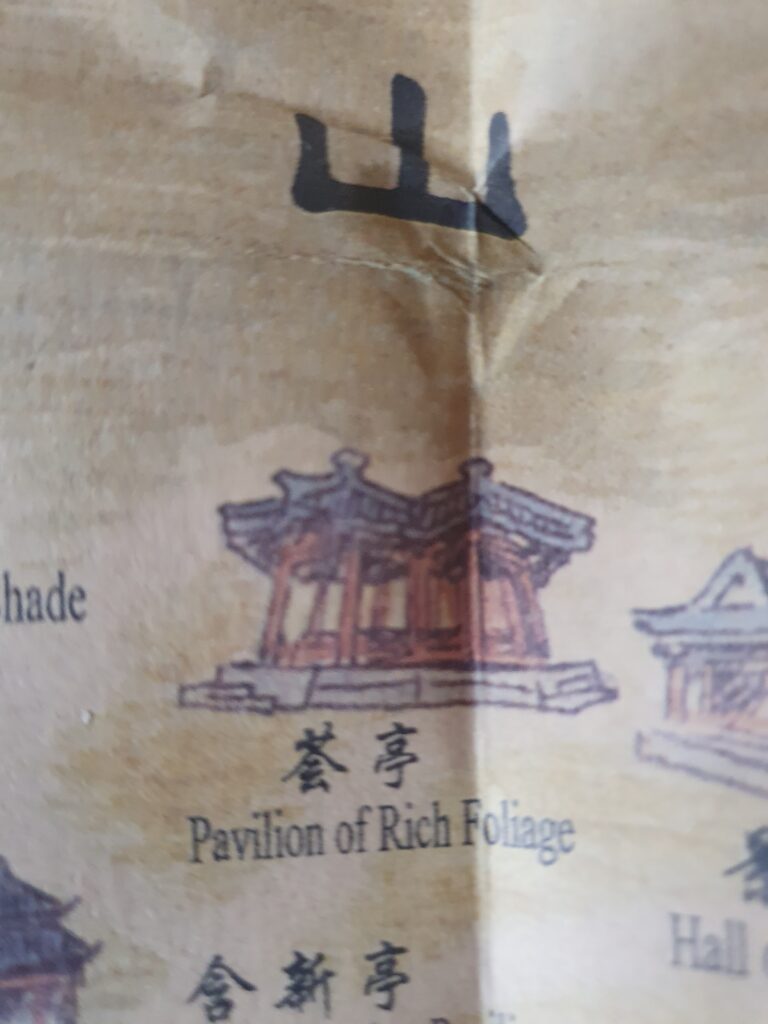 山
hade
荟亭
Pavilion of Rich Foliage
Hall
含新亭